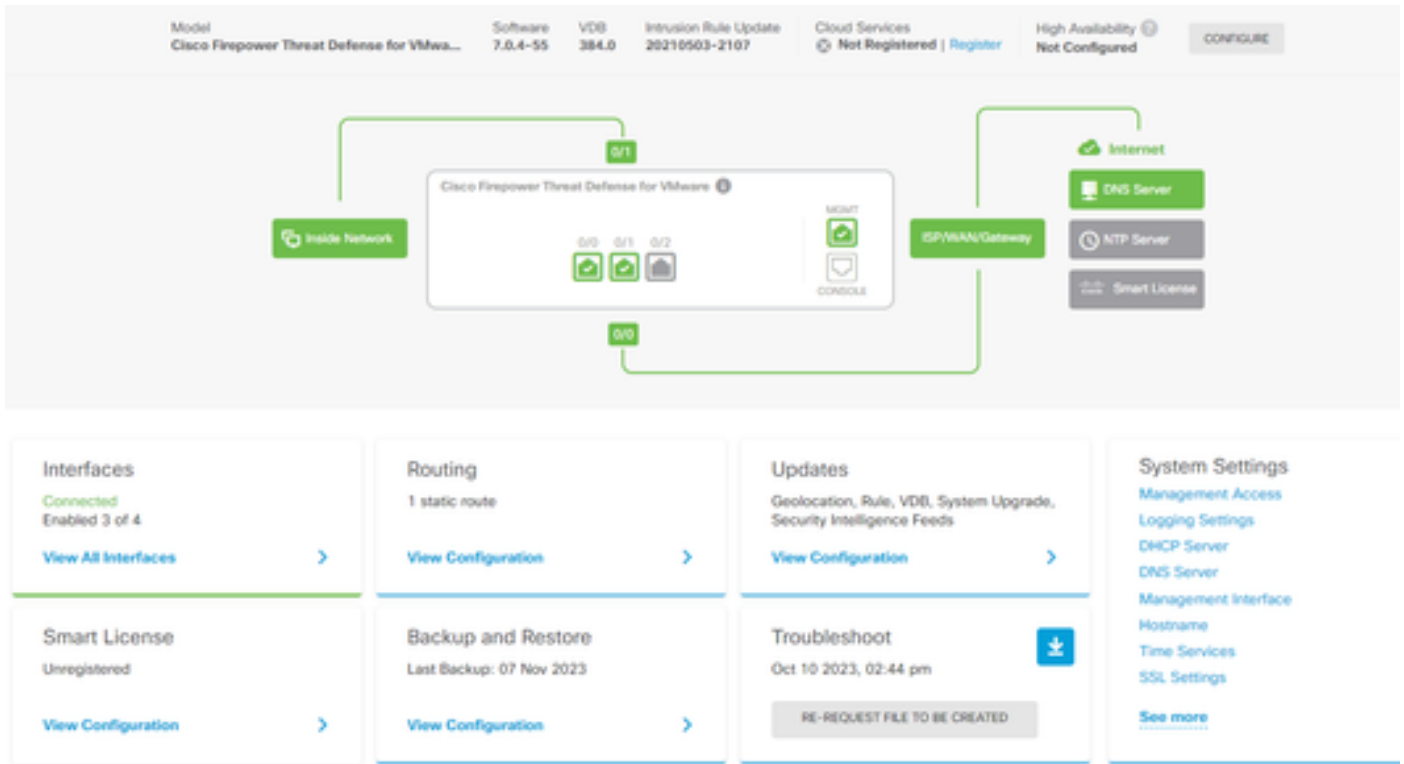 Model
Cisco Firepower Threat Defense for VMwa...
Software
7.0.4-55
VDB
384.0
Intrusion Rule Update
20210503-2107
Cloud Services
Not Registered | Register
High Availability
Not Configured
CONFIGURE
0/1
Internet
Cisco Firepower Threat Defense for VMware
DNS Server
MGMT
Inside Network
0/0 0/1 0/2
ISP/WAN/Gateway
NTP Server
CONSOLE
Smart License
0/0
Interfaces
Connected
Enabled 3 of 4
View All Interfaces
Routing
1 static route
View Configuration
Updates
Geolocation, Rule, VDB, System Upgrade,
Security Intelligence Feeds
View Configuration
System Settings
Management Access
Logging Settings
DHCP Server
DNS Server
Management Interface
Hostname
Time Services
SSL Settings
See more
Smart License
Unregistered
View Configuration
Backup and Restore
Last Backup: 07 Nov 2023
View Configuration
Troubleshoot
Oct 10 2023, 02:44 pm
RE-REQUEST FILE TO BE CREATED